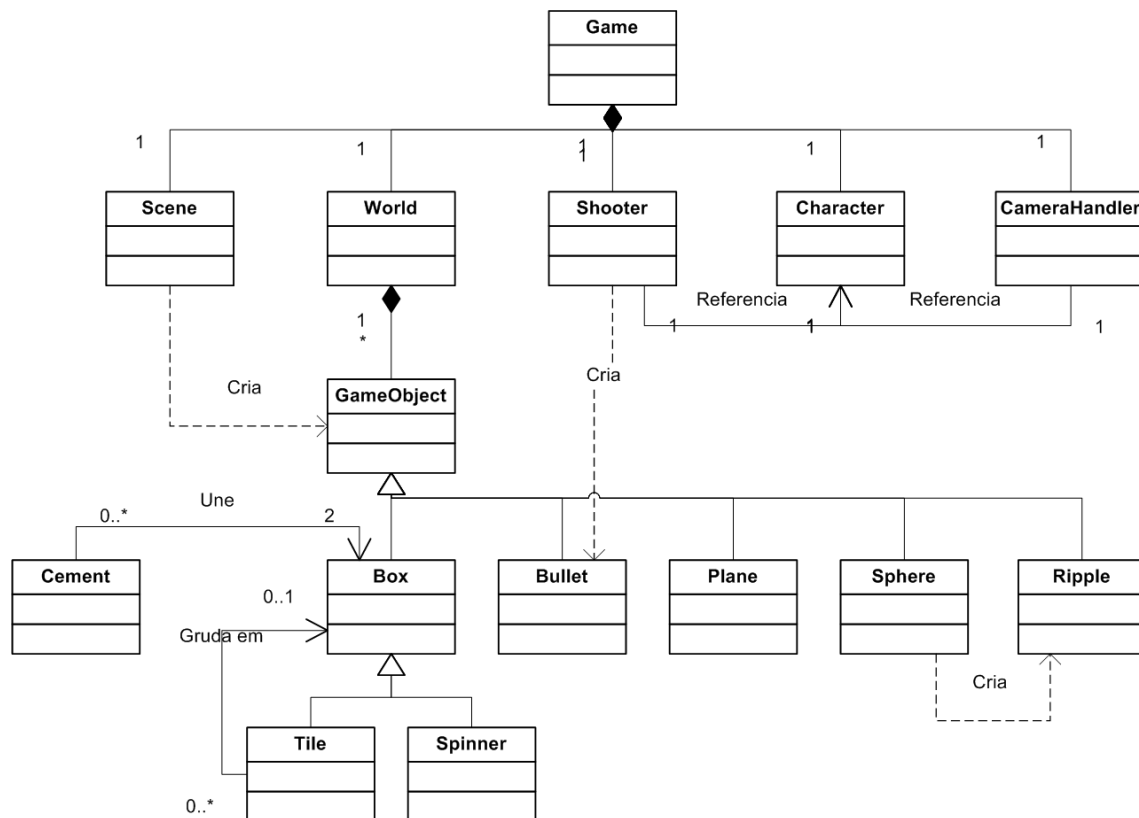 Game
1
1
1
1
1
1
Scene
World
Shooter
Character
CameraHandler
Referencia
Referencia
1
*
1
1
1
1
Cria
Cria
GameObject
Une
0..*
2
Cement
Box
Bullet
Plane
Sphere
Ripple
0..1
Gruda em
Cria
Tile
Spinner
0..*